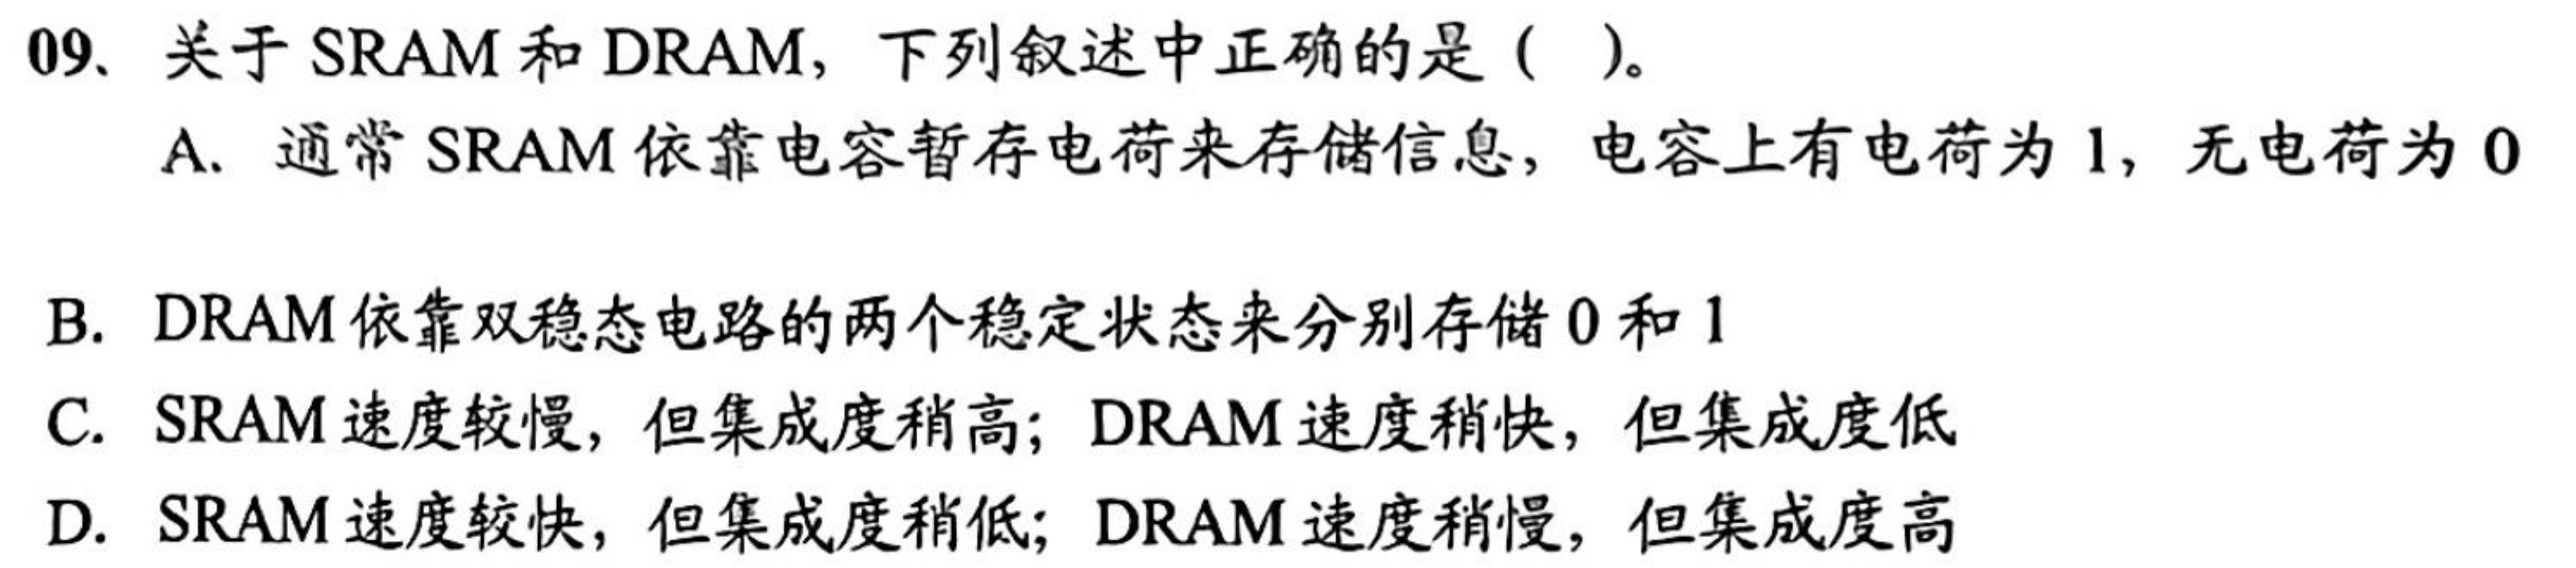 09、关于 SRAM 和 DRAM，下列叙述中正确的是（ ）。
A. 通常 SRAM 依靠电容暂存电荷来存储信息，电容上有电荷为 1，无电荷为 0
B. DRAM 依靠双稳态电路的两个稳定状态来分别存储 0 和 1
C. SRAM 速度较慢，但集成度稍高；DRAM 速度稍快，但集成度低
D. SRAM 速度较快，但集成度稍低；DRAM 速度稍慢，但集成度高